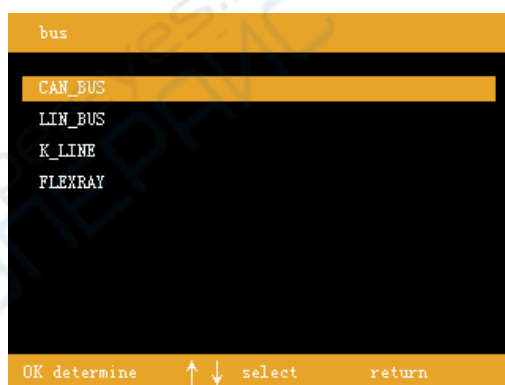 bus
CAN_BUS
LIN_BUS
K_LINE
FLEXRAY
OK determine ↑ ↓ select return